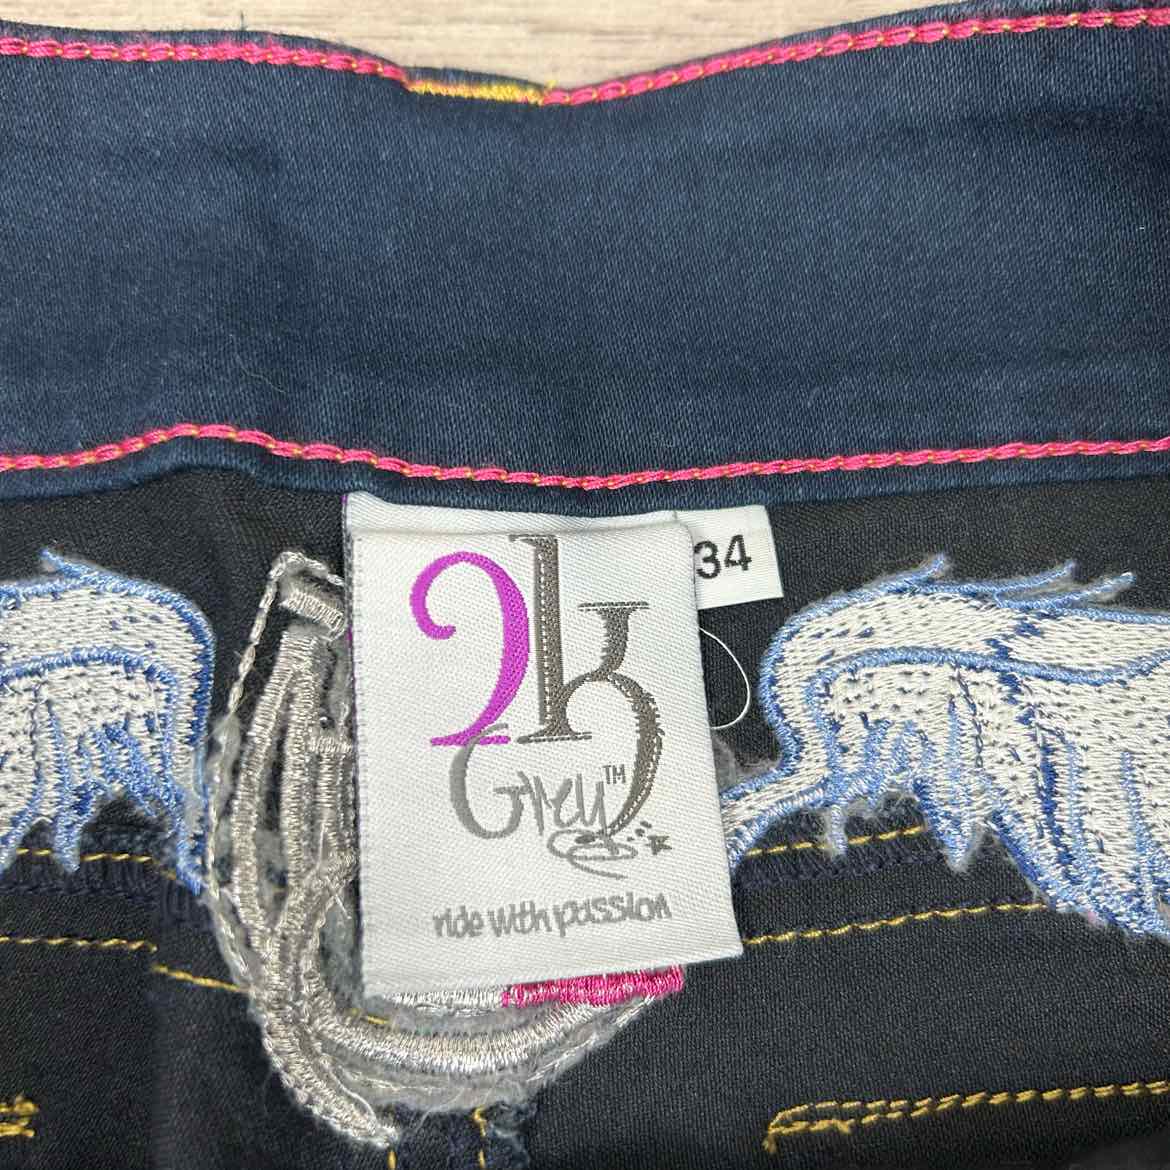 2k
Grey™
ride with passion
34